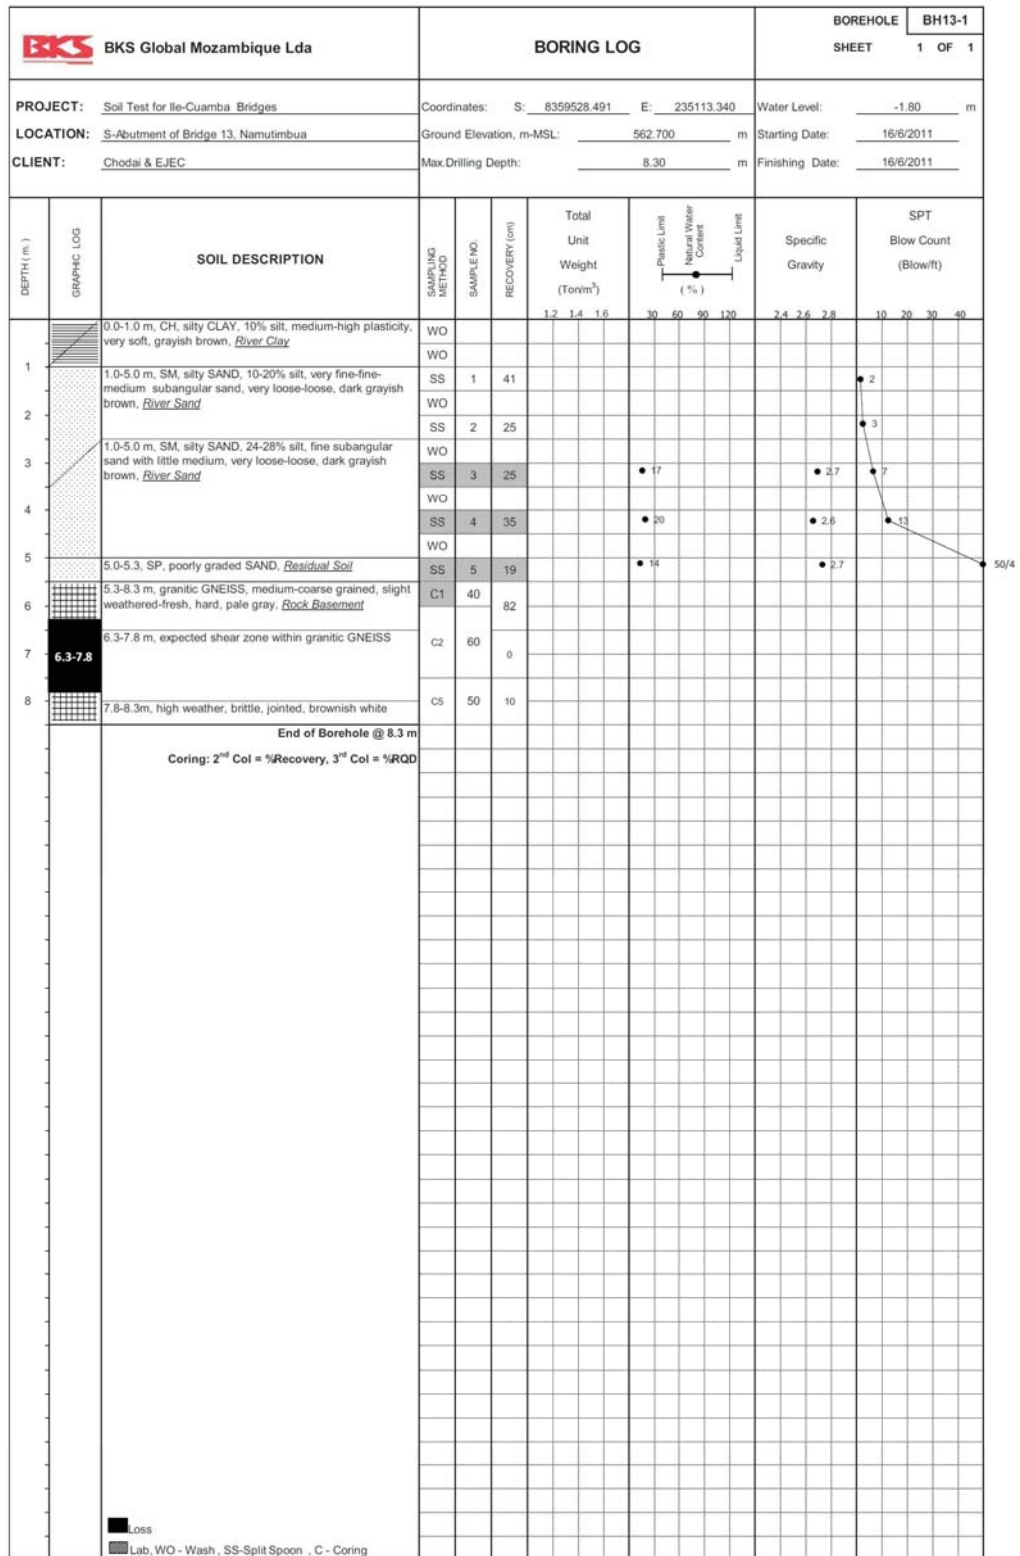 BOREHOLE BH13-1
BKS BKS Global Mozambique Lda
BORING LOG
SHEET 1 OF 1
PROJECT: Soil Test for Ile-Cuamba Bridges
Coordinates: S: 8359528.491 E: 235113.340
Water Level: -1.80 m
LOCATION: S-Abutment of Bridge 13, Namutimbua
Ground Elevation, m-MSL: 562.700 m
Starting Date: 16/6/2011
CLIENT: Chodai & EJEC
Max.Drilling Depth: 8.30 m
Finishing Date: 16/6/2011
DEPTH ( m. )
GRAPHIC LOG
SOIL DESCRIPTION
SAMPLING METHOD
SAMPLE NO.
RECOVERY (cm)
Total
Unit
Weight
(Ton/m³)
1.2 1.4 1.6
Plastic Limit
Natural Water Content
Liquid Limit
( % )
30 60 90 120
Specific
Gravity
2.4 2.6 2.8
SPT
Blow Count
(Blow/ft)
10 20 30 40
0.0-1.0 m, CH, silty CLAY, 10% silt, medium-high plasticity,
very soft, grayish brown, River Clay
WO
WO
1
1.0-5.0 m, SM, silty SAND, 10-20% silt, very fine-fine-
medium subangular sand, very loose-loose, dark grayish
brown, River Sand
SS 1 41 2
WO
2
SS 2 25 3
1.0-5.0 m, SM, silty SAND, 24-28% silt, fine subangular
sand with little medium, very loose-loose, dark grayish
brown, River Sand
WO
3
SS 3 25 17 2.7 7
WO
4
SS 4 35 20 2.6 13
WO
5
5.0-5.3, SP, poorly graded SAND, Residual Soil
SS 5 19 14 2.7 50/4
5.3-8.3 m, granitic GNEISS, medium-coarse grained, slight
weathered-fresh, hard, pale gray, Rock Basement
C1 40 82
6
6.3-7.8 m, expected shear zone within granitic GNEISS
C2 60 0
7 6.3-7.8
8
C5 50 10
7.8-8.3m, high weather, brittle, jointed, brownish white
End of Borehole @ 8.3 m
Coring: 2nd Col = %Recovery, 3rd Col = %RQD
Loss
Lab, WO - Wash , SS-Split Spoon , C - Coring